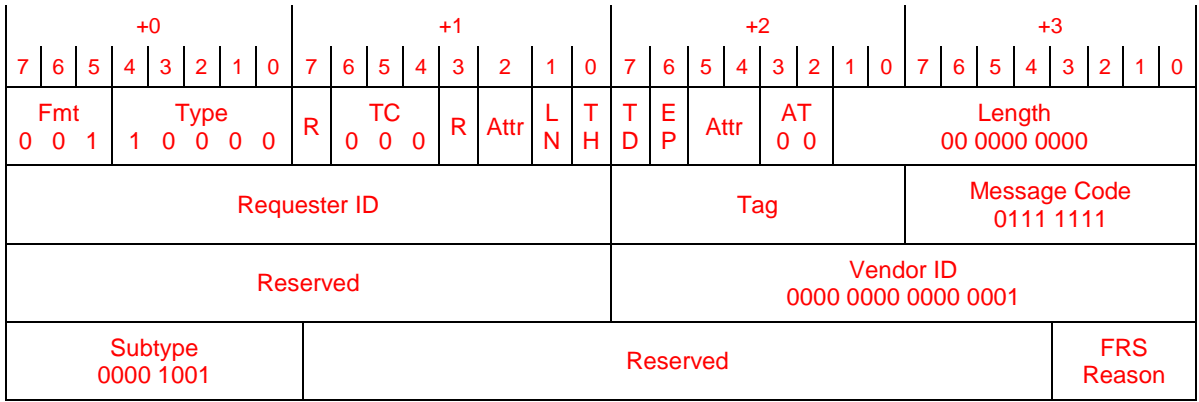 +0 +1 +2 +3
7 6 5 4 3 2 1 0 7 6 5 4 3 2 1 0 7 6 5 4 3 2 1 0 7 6 5 4 3 2 1 0
Fmt Type R TC R Attr L T T E Attr AT Length
0 0 1 1 0 0 0 0 0 0 0 N H D P 0 0 00 0000 0000
Requester ID Tag Message Code
0111 1111
Reserved Vendor ID
0000 0000 0000 0001
Subtype Reserved FRS
0000 1001 Reason